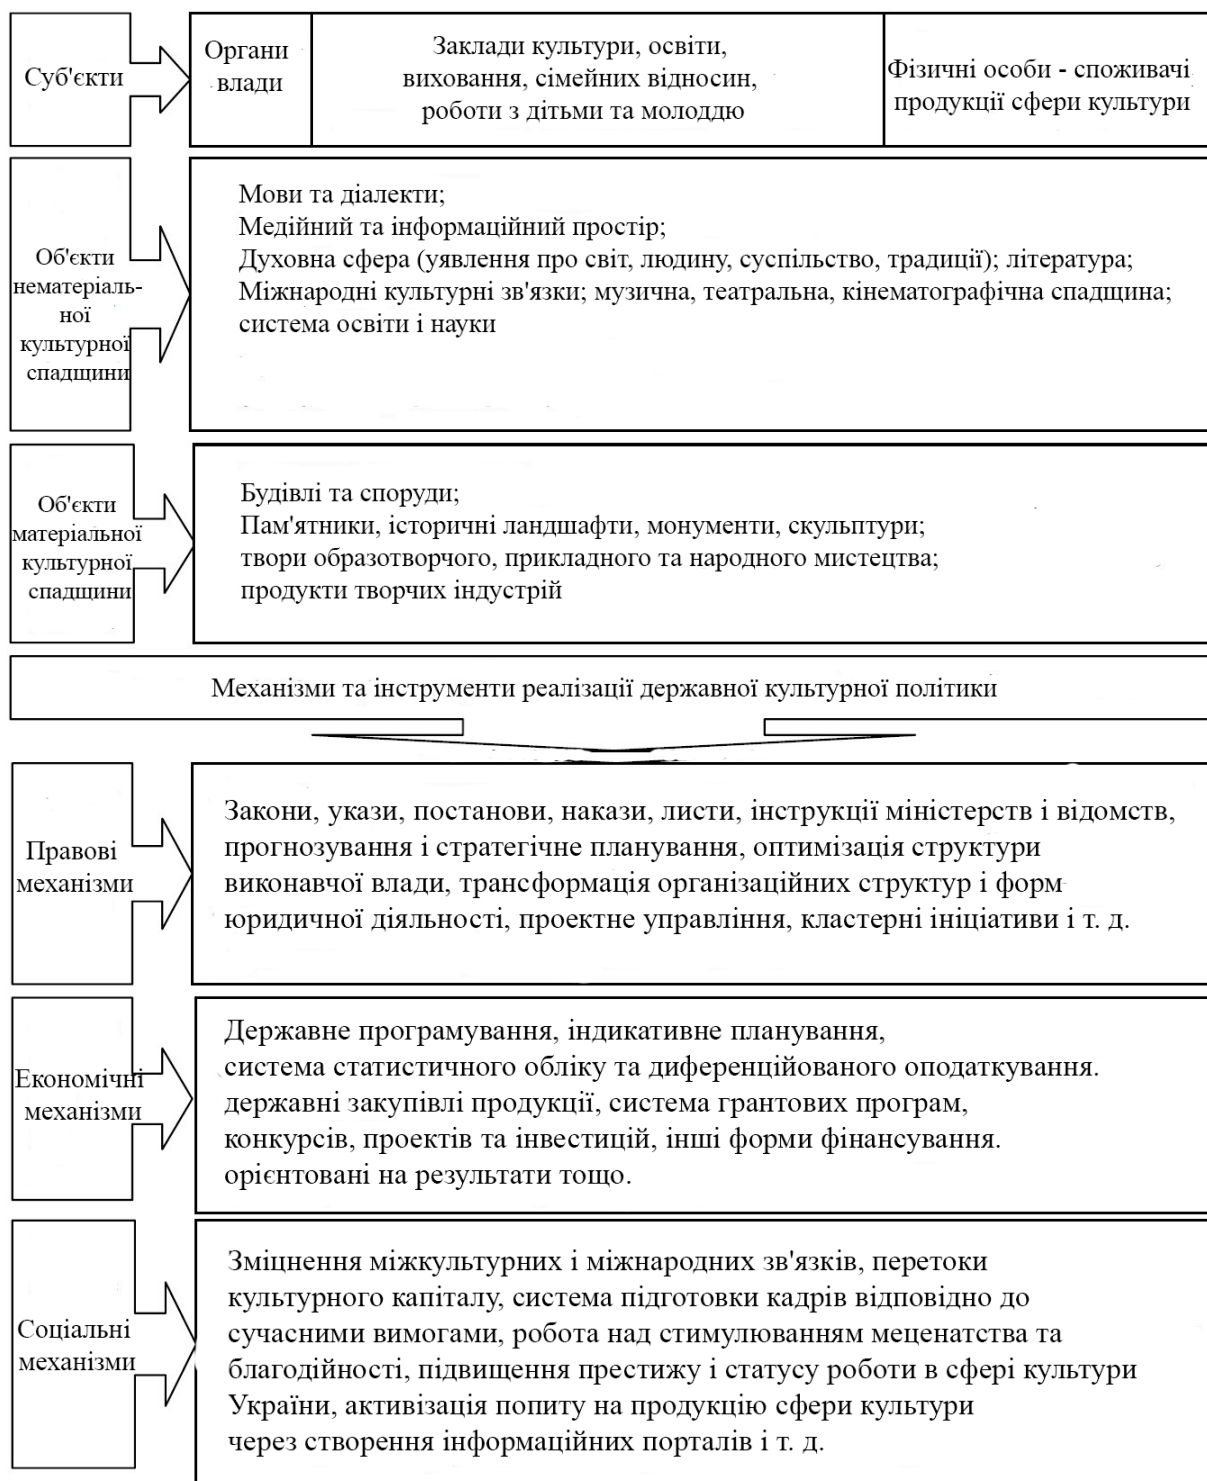 Суб'єкти
Органи
влади
Заклади культури, освіти,
виховання, сімейних відносин,
роботи з дітьми та молоддю
Фізичні особи - споживачі
продукції сфери культури
Об'єкти
нематеріаль-
ної
культурної
спадщини
Мови та діалекти;
Медійний та інформаційний простір;
Духовна сфера (уявлення про світ, людину, суспільство, традиції); література;
Міжнародні культурні зв'язки; музична, театральна, кінематографічна спадщина;
система освіти і науки
Об'єкти
матеріальної
культурної
спадщини
Будівлі та споруди;
Пам'ятники, історичні ландшафти, монументи, скульптури;
твори образотворчого, прикладного та народного мистецтва;
продукти творчих індустрій
Механізми та інструменти реалізації державної культурної політики
Правові
механізми
Закони, укази, постанови, накази, листи, інструкції міністерств і відомств,
прогнозування і стратегічне планування, оптимізація структури
виконавчої влади, трансформація організаційних структур і форм
юридичної діяльності, проектне управління, кластерні ініціативи і т. д.
Економічні
механізми
Державне програмування, індикативне планування,
система статистичного обліку та диференційованого оподаткування.
державні закупівлі продукції, система грантових програм,
конкурсів, проектів та інвестицій, інші форми фінансування.
орієнтовані на результати тощо.
Соціальні
механізми
Зміцнення міжкультурних і міжнародних зв'язків, перетоки
культурного капіталу, система підготовки кадрів відповідно до
сучасними вимогами, робота над стимулюванням меценатства та
благодійності, підвищення престижу і статусу роботи в сфері культури
України, активізація попиту на продукцію сфери культури
через створення інформаційних порталів і т. д.